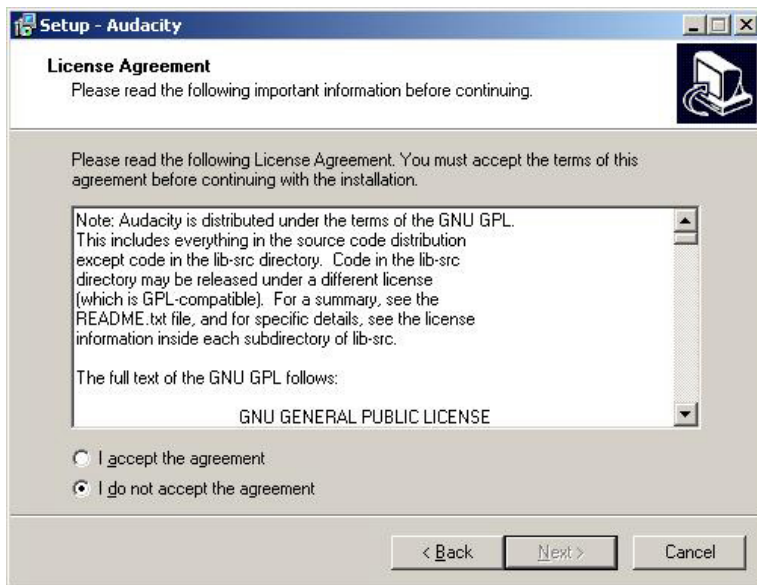 Setup - Audacity
License Agreement
Please read the following important information before continuing.
Please read the following License Agreement. You must accept the terms of this
agreement before continuing with the installation.
Note: Audacity is distributed under the terms of the GNU GPL.
This includes everything in the source code distribution
except code in the lib-src directory.  Code in the lib-src
directory may be released under a different license
(which is GPL-compatible).  For a summary, see the
README.txt file, and for specific details, see the license
information inside each subdirectory of lib-src.
The full text of the GNU GPL follows:
GNU GENERAL PUBLIC LICENSE
I accept the agreement
I do not accept the agreement
< Back
Next >
Cancel